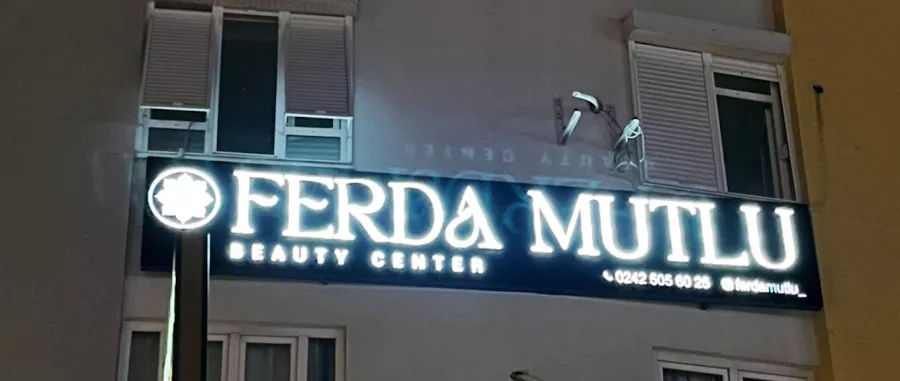 FERDA MUTLU
BEAUTY CENTER
0242 505 60 25 ferdamutlu_